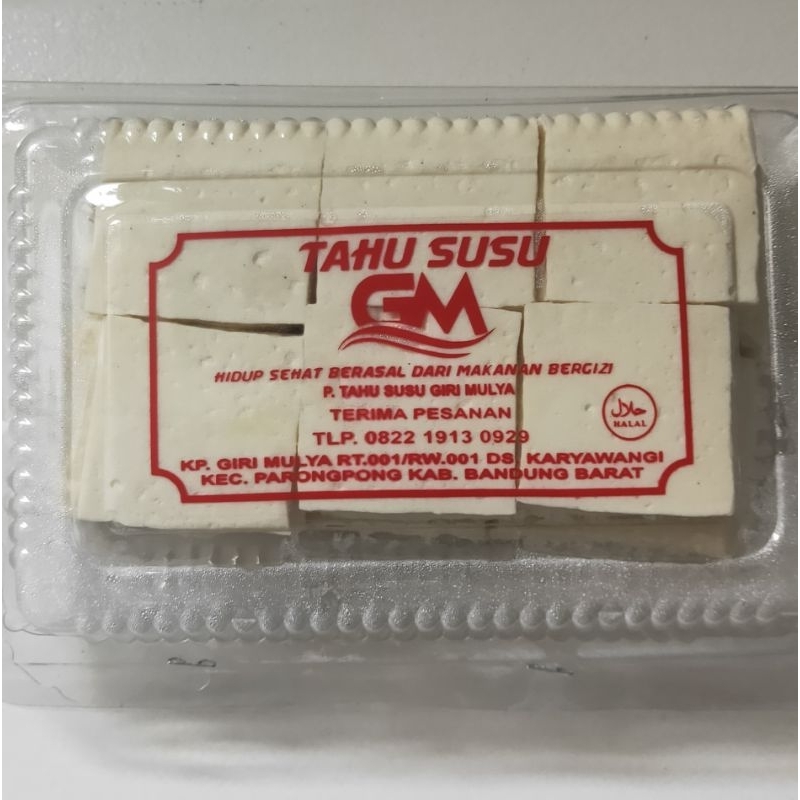 TAHU SUSU
GM
HIDUP SEHAT BERASAL DARI MAKANAN BERGIZI
P. TAHU SUSU GIRI MULYA
TERIMA PESANAN
حلال
HALAL
TLP. 0822 1913 0929
KP. GIRI MULYA RT.001/RW.001 DS. KARYAWANGI
KEC. PARONGPONG KAB. BANDUNG BARAT